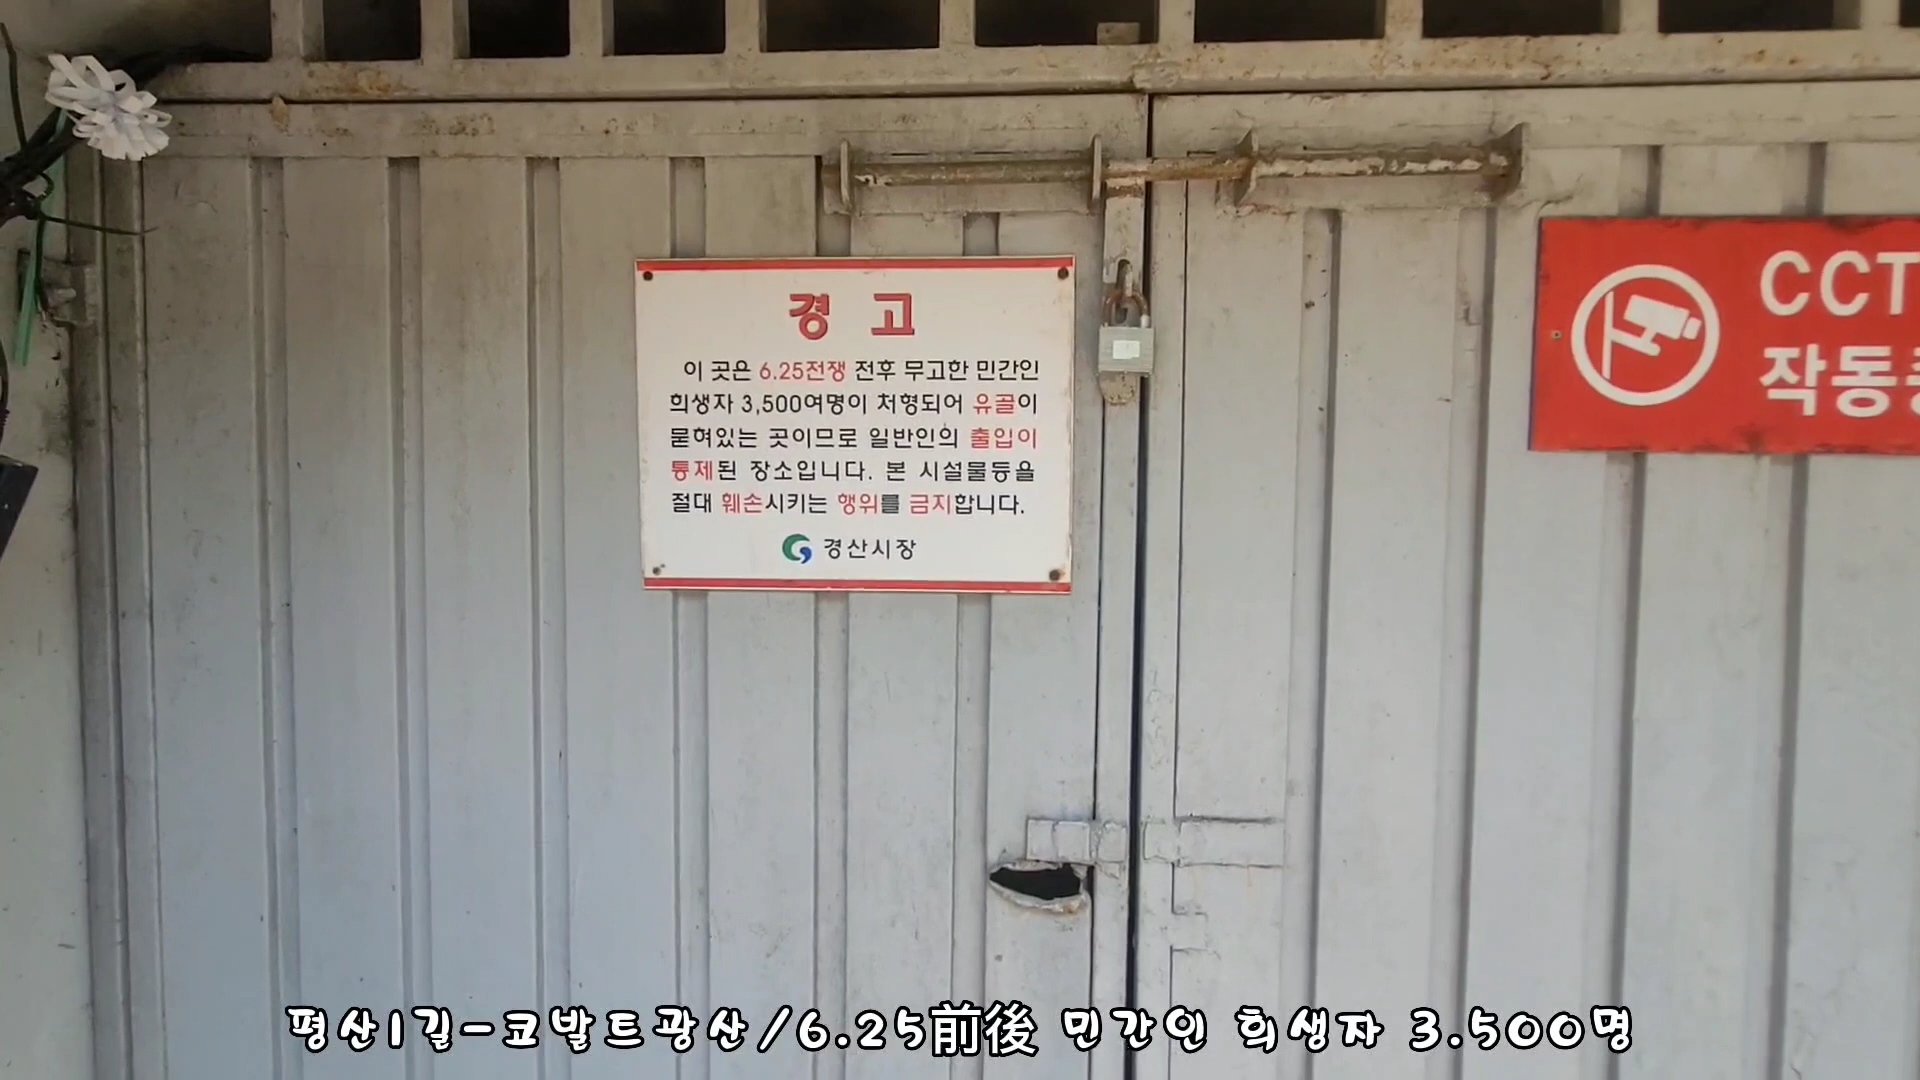 경 고
이 곳은 6.25전쟁 전후 무고한 민간인
희생자 3,500여명이 처형되어 유골이
묻혀있는 곳이므로 일반인의 출입이
통제된 장소입니다. 본 시설물등을
절대 훼손시키는 행위를 금지합니다.
경산시장
CCT
작동중
평산1길-코발트광산/6.25前後 민간인 희생자 3.500명